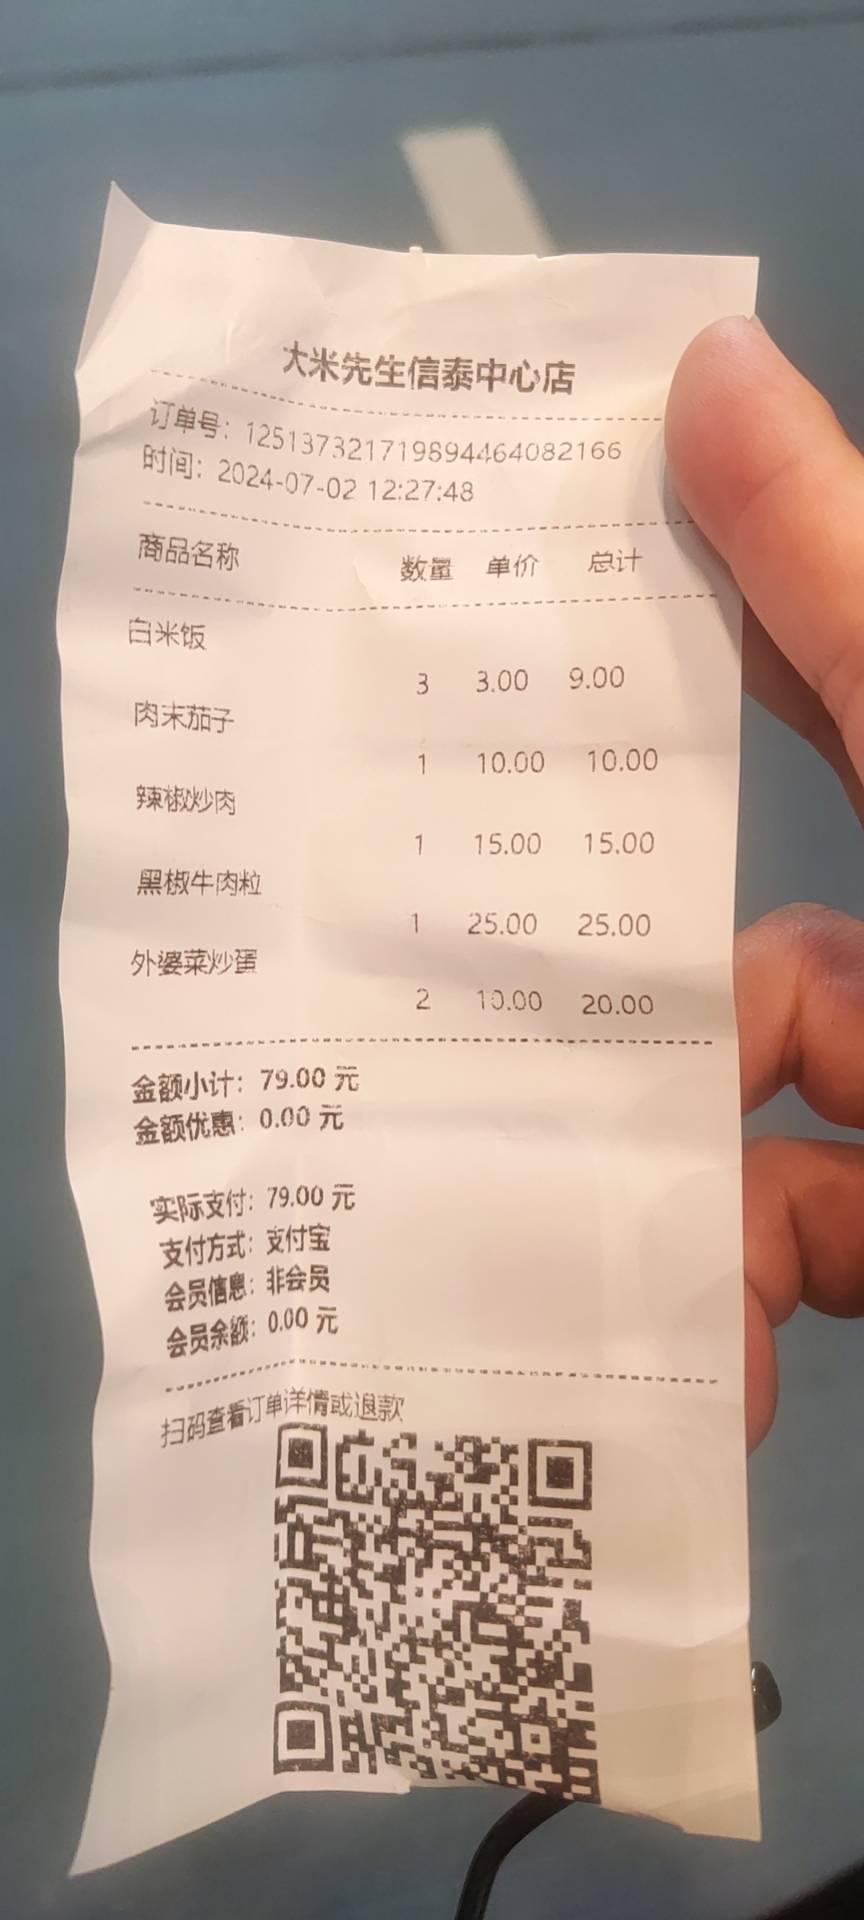 大米先生信泰中心店
订单号：1251373217198944640​82166
时间：2024-07-02 12:27:48
商品名称 数量 单价 总计
白米饭
3 3.00 9.00
肉末茄子
1 10.00 10.00
辣椒炒肉
1 15.00 15.00
黑椒牛肉粒
1 25.00 25.00
外婆菜炒蛋
2 10.00 20.00
金额小计：79.00 元
金额优惠：0.00 元
实际支付：79.00 元
支付方式：支付宝
会员信息：非会员
会员余额：0.00 元
扫码查看订单详情或退款